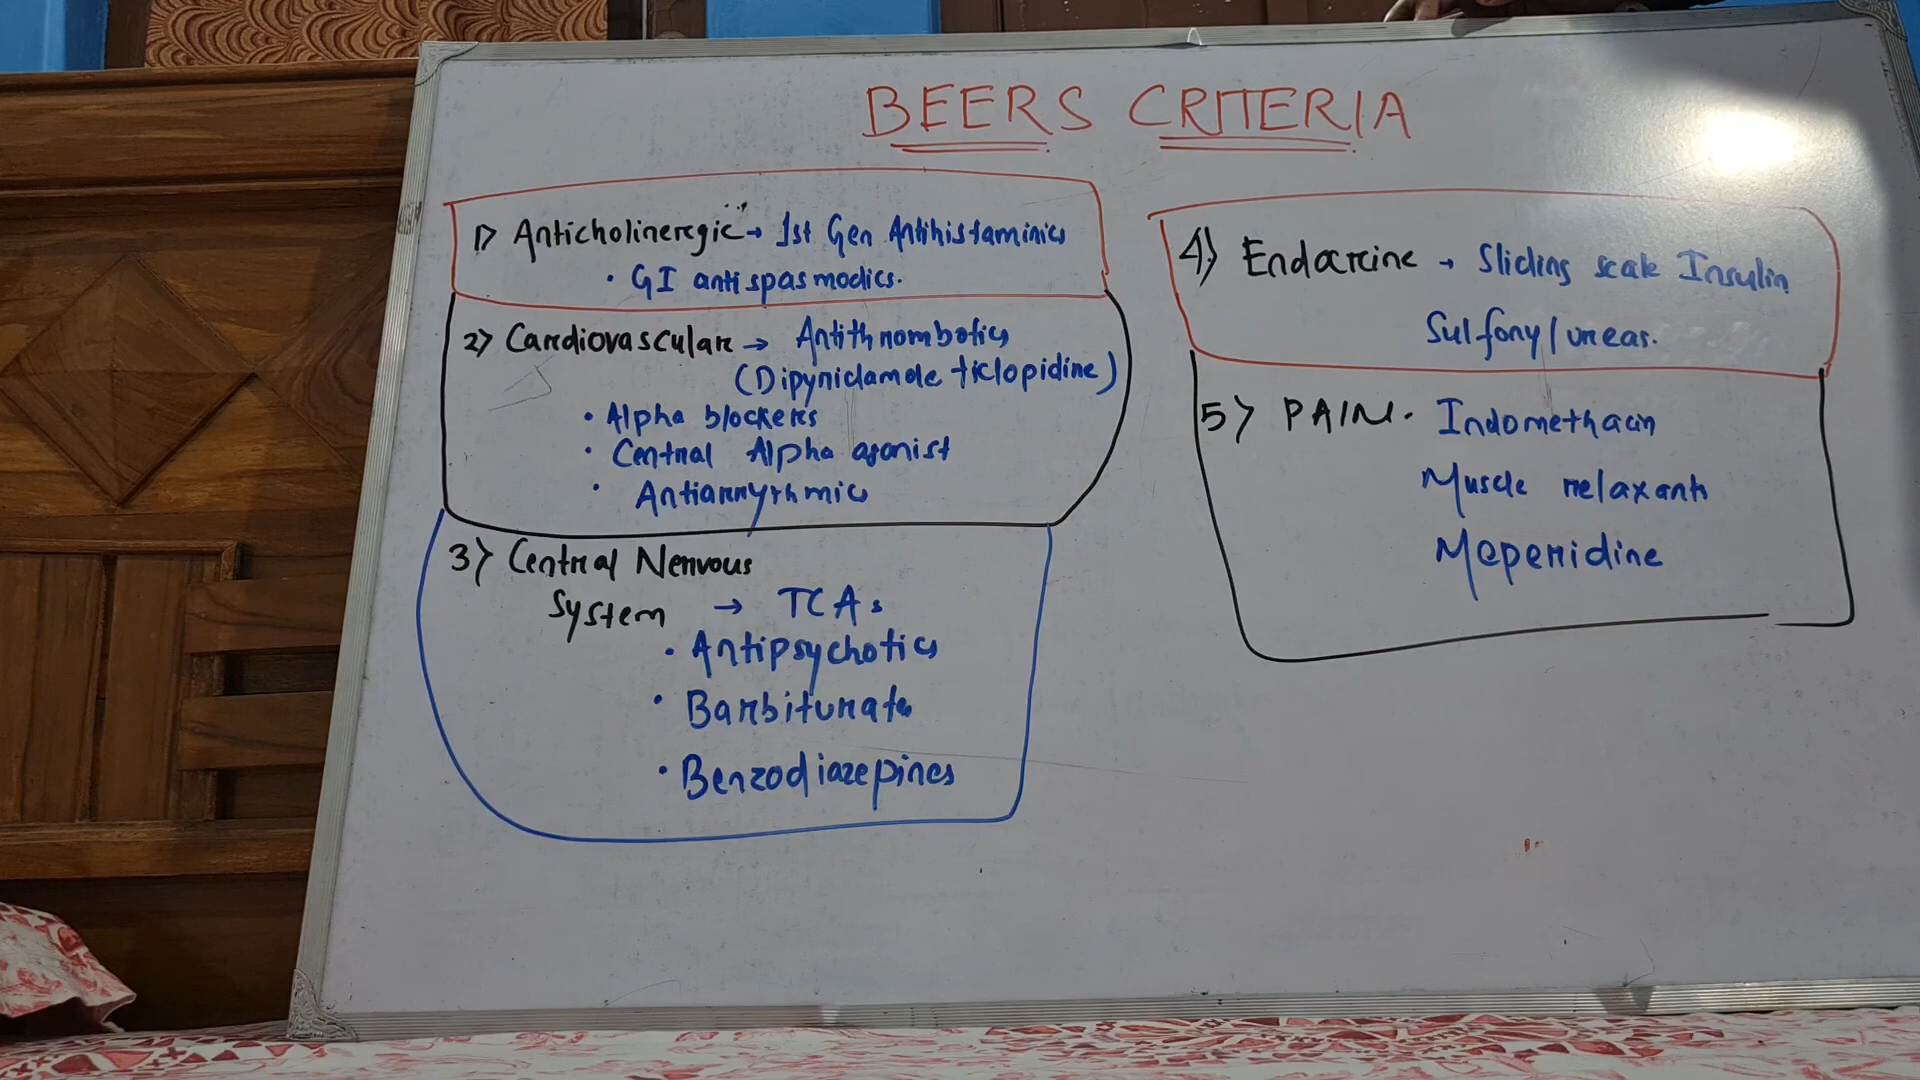 BEERS CRITERIA
1) Anticholinergic → 1st Gen Antihistaminics
• GI antispasmodics.
2) Cardiovascular → Antithrombotics
(Dipyridamole ticlopidine)
• Alpha blockers
• Central Alpha agonist
• Antiarrhythmic
3) Central Nervous
System → TCAs
• Antipsychotics
• Barbiturate
• Benzodiazepines
4) Endocrine → Sliding scale Insulin
Sulfonylureas.
5) PAIN. Indomethacin
Muscle relaxants
Meperidine